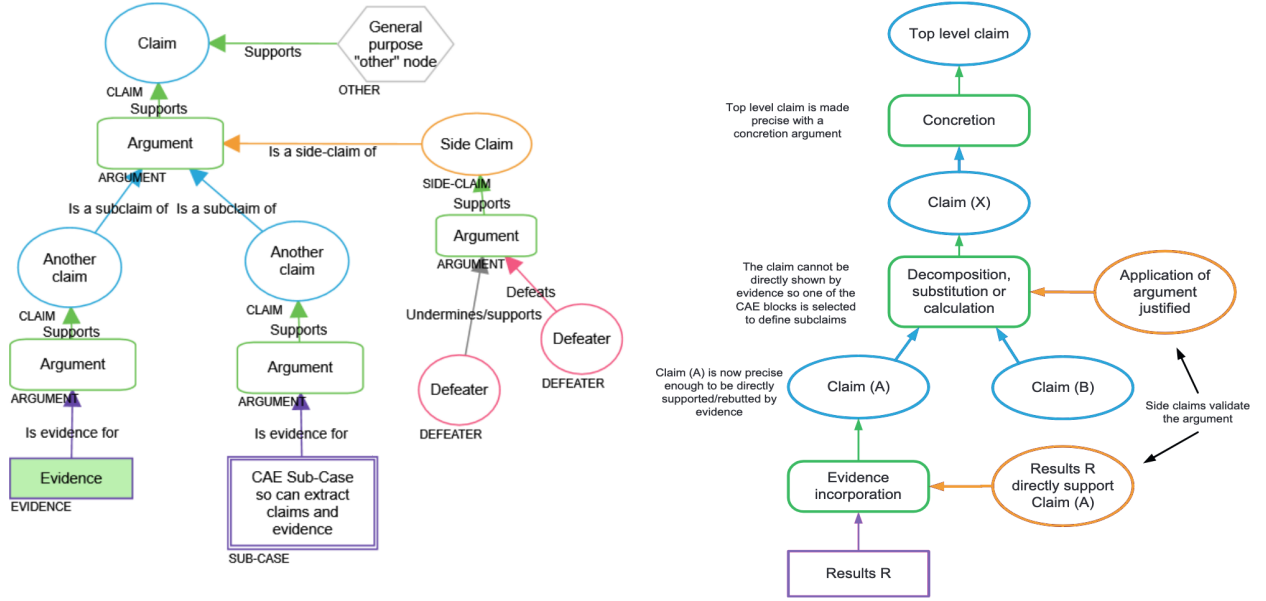 Claim
Supports
General
purpose
"other" node
OTHER
CLAIM
Supports
Argument
ARGUMENT
Is a side-claim of
Side Claim
SIDE-CLAIM
Supports
Argument
ARGUMENT
Is a subclaim of
Is a subclaim of
Another
claim
CLAIM
Supports
Another
claim
CLAIM
Supports
Argument
ARGUMENT
Argument
ARGUMENT
Undermines/supports
Defeats
Defeater
DEFEATER
Defeater
DEFEATER
Is evidence for
Is evidence for
Evidence
EVIDENCE
CAE Sub-Case
so can extract
claims and
evidence
SUB-CASE
Top level claim
Top level claim is made
precise with a
concretion argument
Concretion
Claim (X)
The claim cannot be
directly shown by
evidence so one of the
CAE blocks is selected
to define subclaims
Decomposition,
substitution or
calculation
Application of
argument
justified
Claim (A) is now precise
enough to be directly
supported/rebutted by
evidence
Claim (A)
Claim (B)
Side claims validate
the argument
Evidence
incorporation
Results R
directly support
Claim (A)
Results R